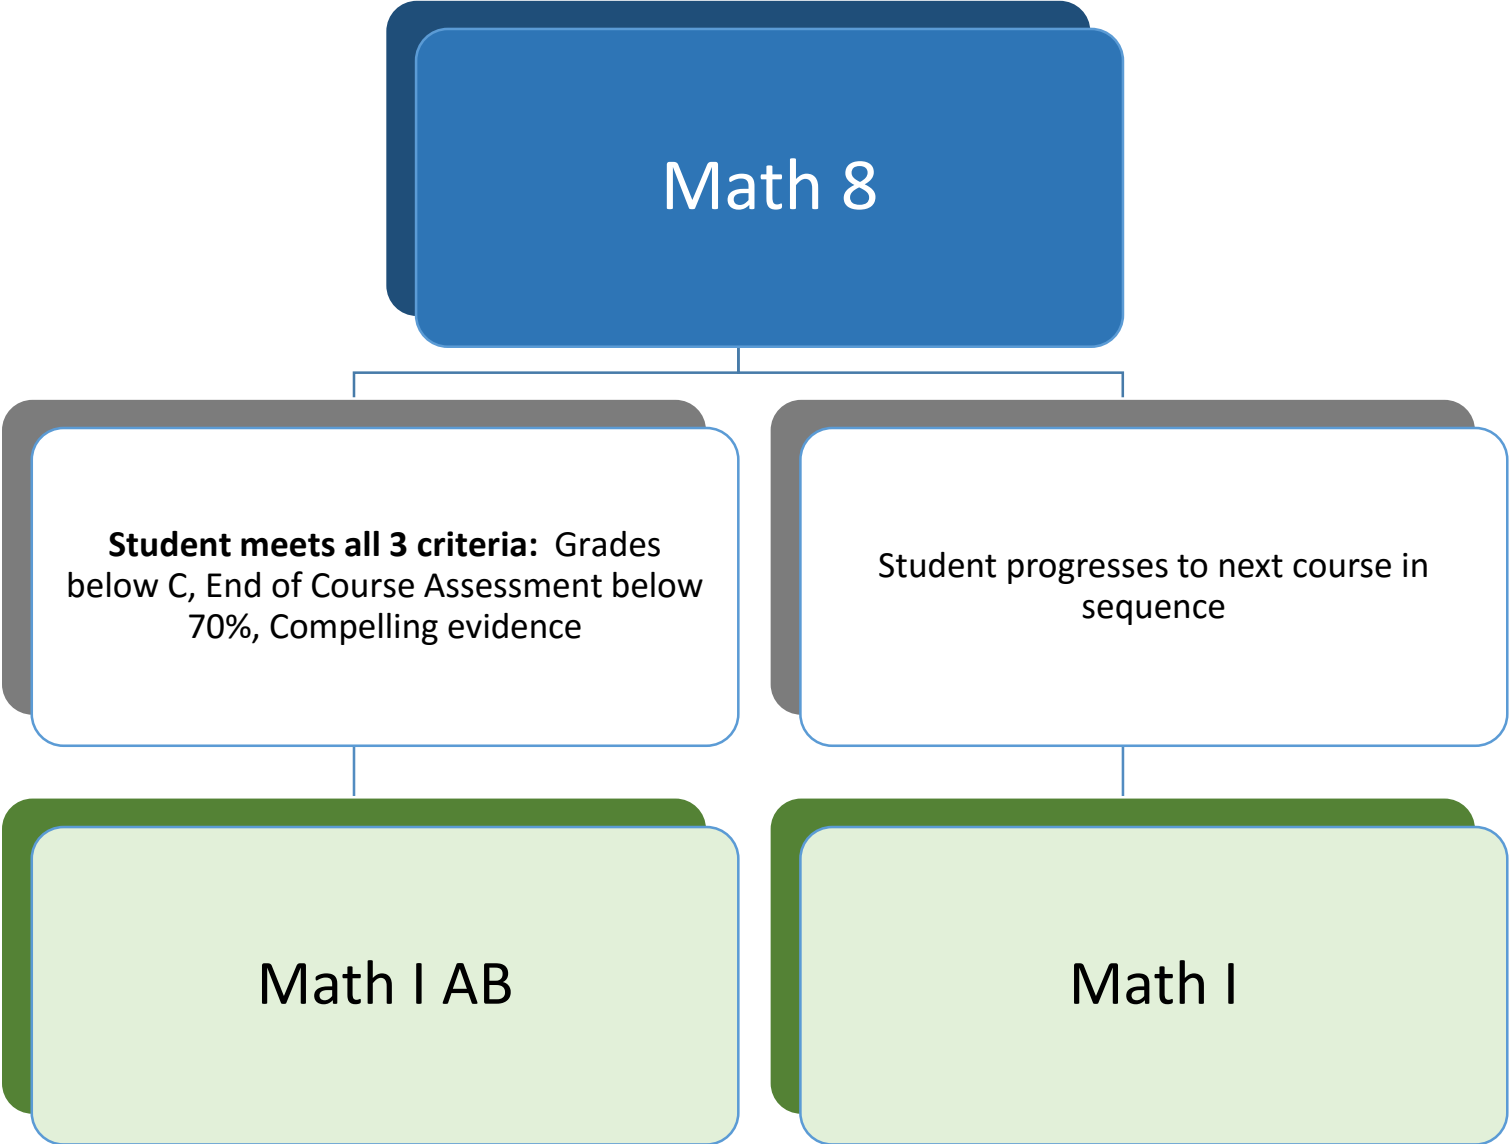 Math 8
Student meets all 3 criteria:  Grades
below C, End of Course Assessment below
70%, Compelling evidence
Student progresses to next course in
sequence
Math I AB
Math I